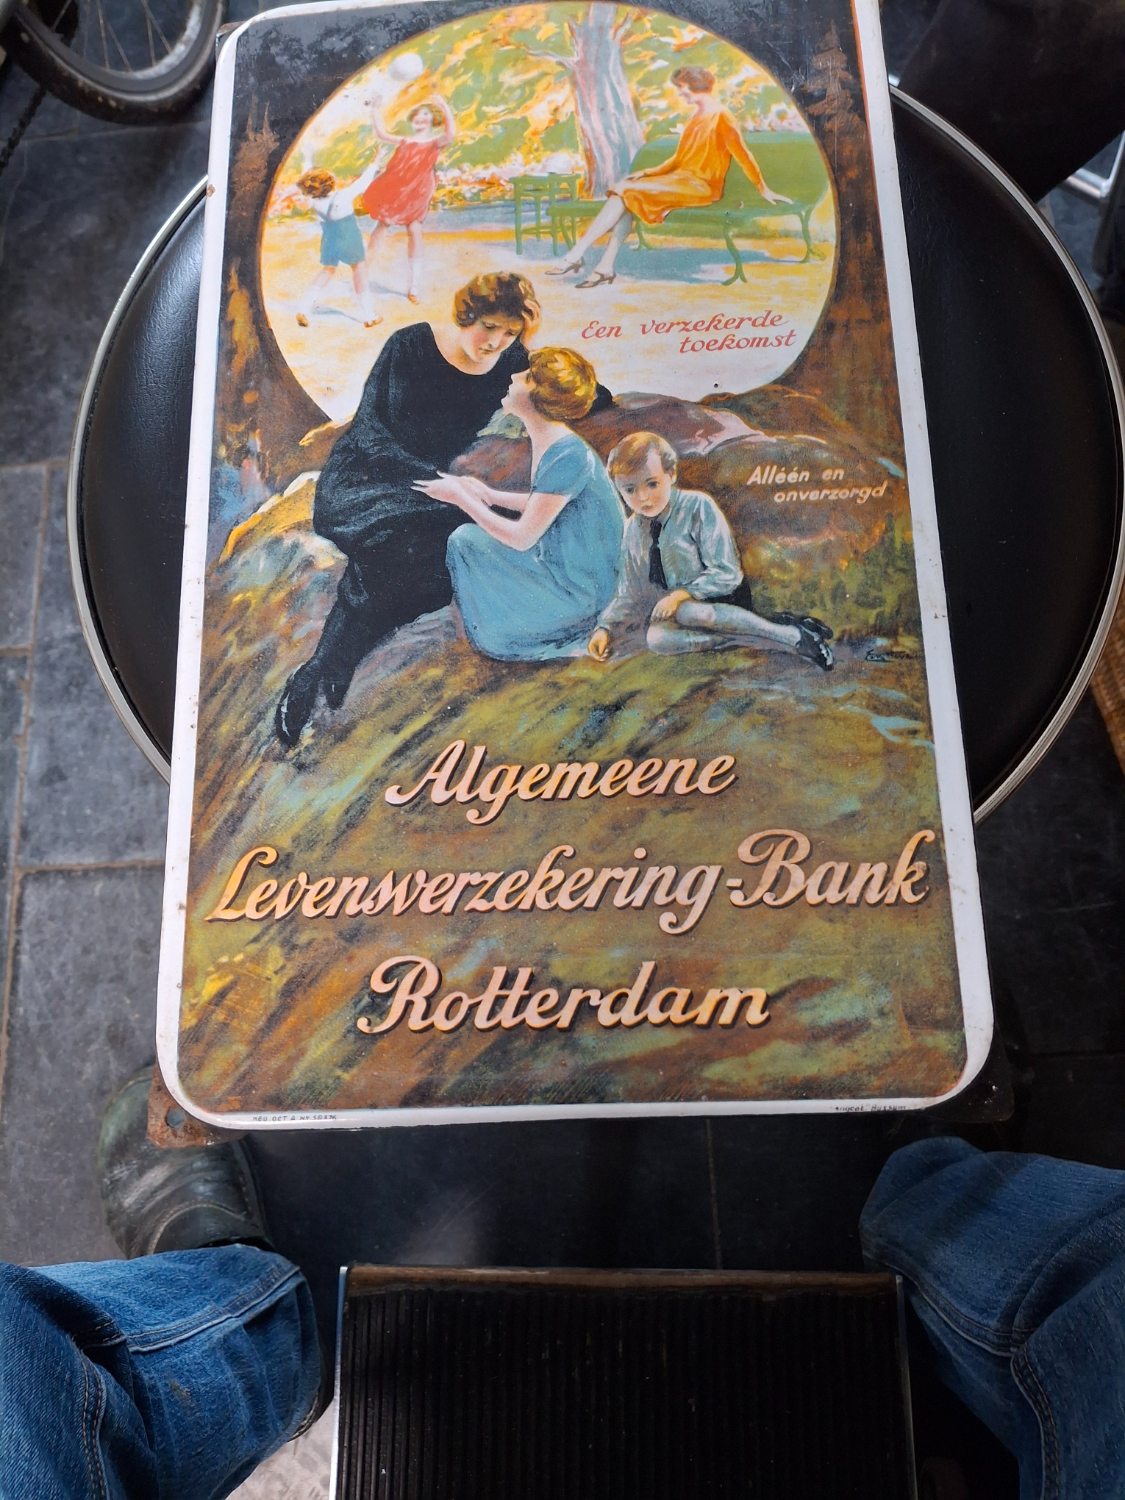 Een verzekerde
toekomst
Alléén en
onverzorgd
Algemeene
Levensverzekering-Bank
Rotterdam